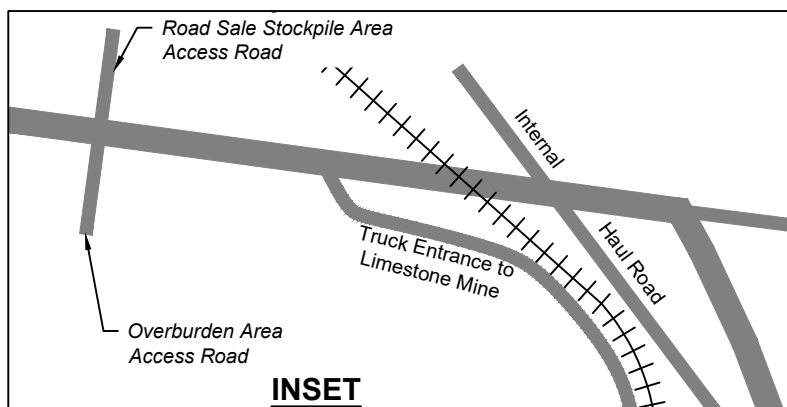 Road Sale Stockpile Area
Access Road
Internal
Haul Road
Truck Entrance to
Limestone Mine
Overburden Area
Access Road
INSET